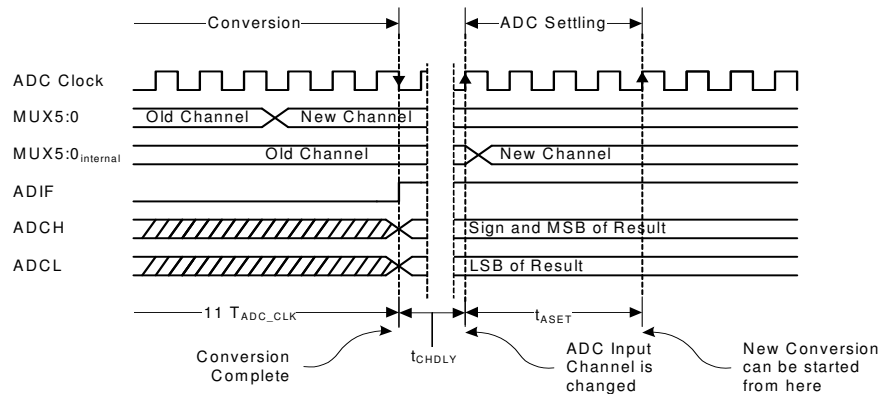 Conversion
ADC Settling
ADC Clock
MUX5:0
Old Channel
New Channel
MUX5:0internal
Old Channel
New Channel
ADIF
ADCH
Sign and MSB of Result
ADCL
LSB of Result
11 TADC_CLK
tCHDLY
tASET
Conversion
Complete
ADC Input
Channel is
changed
New Conversion
can be started
from here